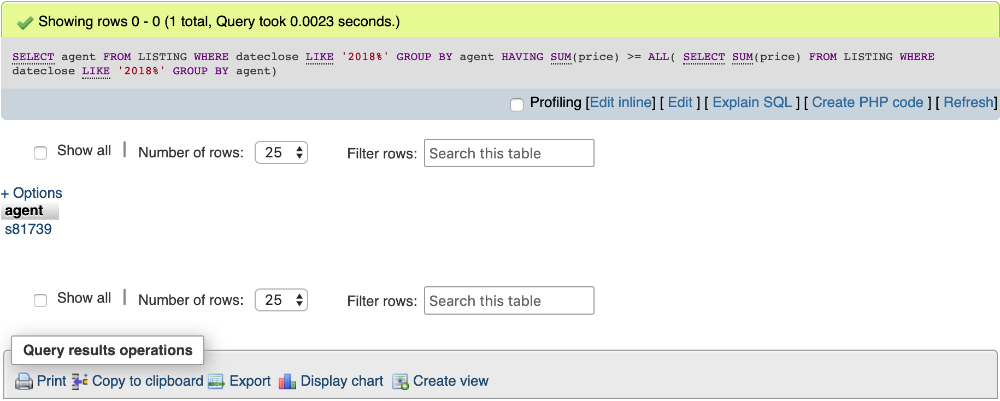 Showing rows 0 - 0 (1 total, Query took 0.0023 seconds.)
SELECT agent FROM LISTING WHERE dateclose LIKE '2018%' GROUP BY agent HAVING SUM(price) >= ALL( SELECT SUM(price) FROM LISTING WHERE
dateclose LIKE '2018%' GROUP BY agent)
Profiling [Edit inline] [ Edit ] [ Explain SQL ] [ Create PHP code ] [ Refresh]
Show all | Number of rows: 25 Filter rows: Search this table
+ Options
agent
s81739
Show all | Number of rows: 25 Filter rows: Search this table
Query results operations
Print Copy to clipboard Export Display chart Create view